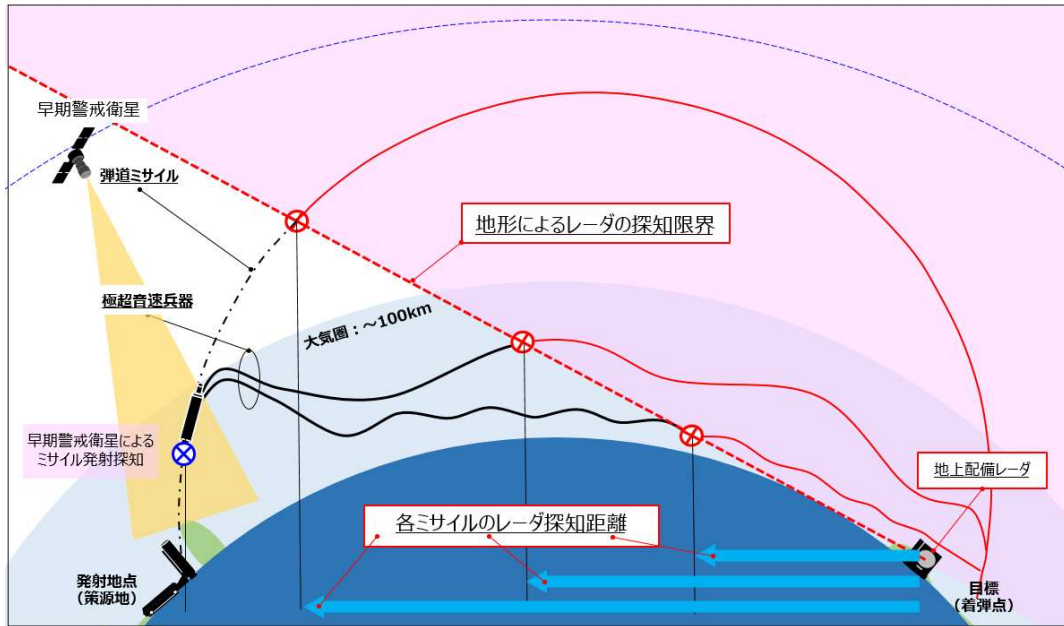 早期警戒衛星
弾道ミサイル
地形によるレーダの探知限界
極超音速兵器
大気圏：～100km
早期警戒衛星による
ミサイル発射探知
地上配備レーダ
各ミサイルのレーダ探知距離
発射地点
（策源地）
目標
（着弾点）